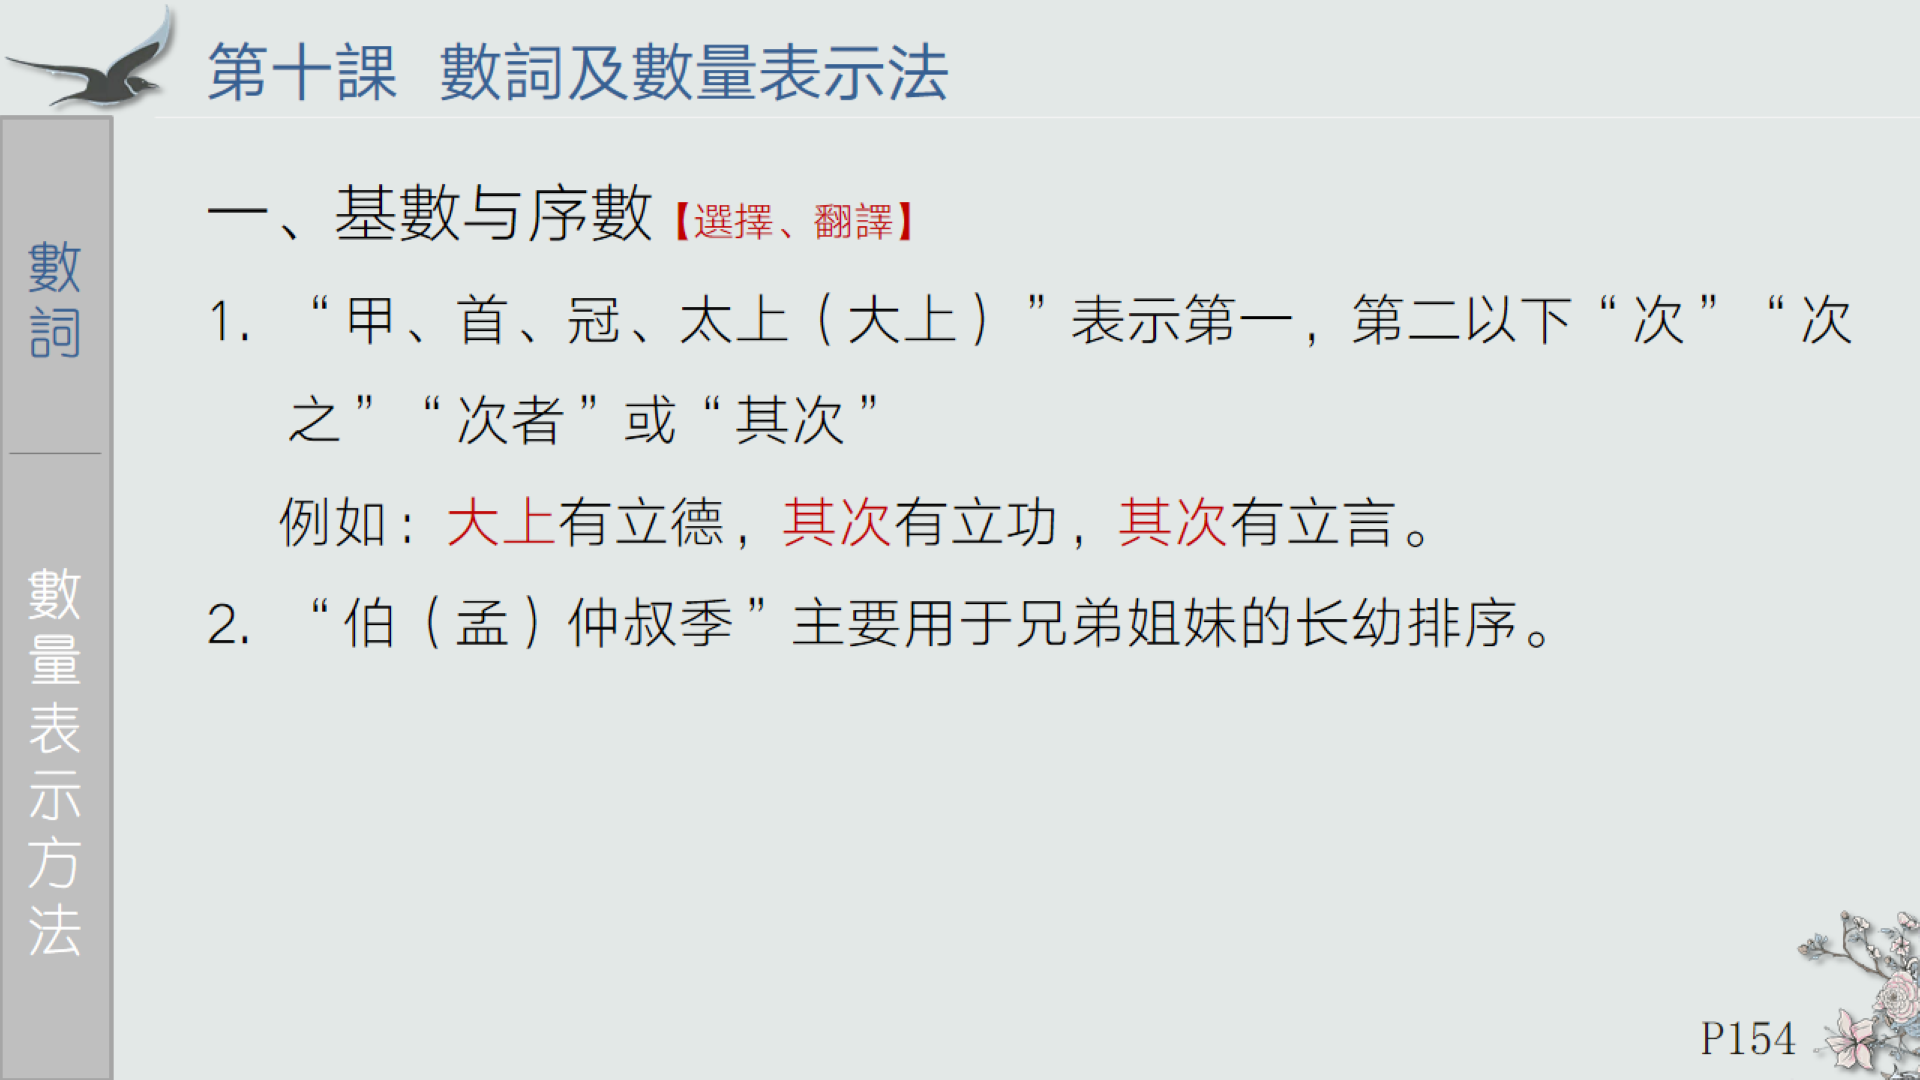 第十課 數詞及數量表示法
數詞
數量表示方法
一、基數与序數【選擇、翻譯】
1. “甲、首、冠、太上（大上）”表示第一，第二以下“次”“次
之”“次者”或“其次”
例如：大上有立德，其次有立功，其次有立言。
2. “伯（孟）仲叔季”主要用于兄弟姐妹的长幼排序。
P154